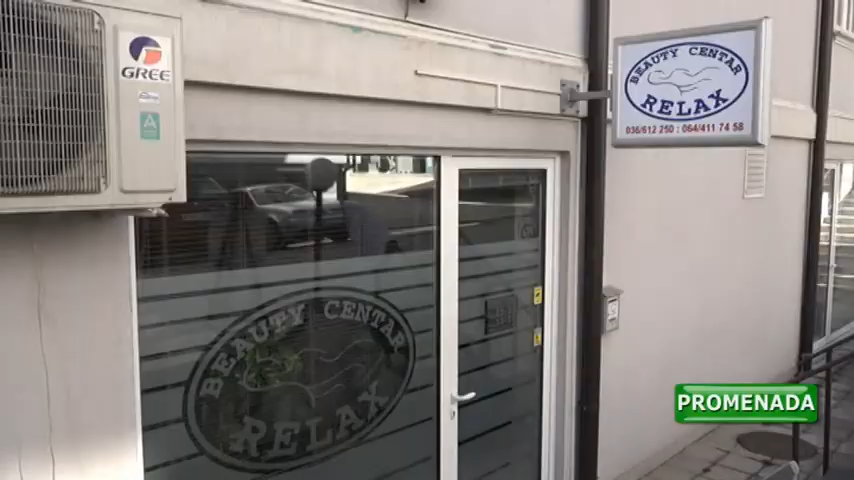 GREE
A
BEAUTY CENTAR
RELAX
036/612 250 : 064/411 74 58
BEAUTY CENTAR
RELAX
PROMENADA